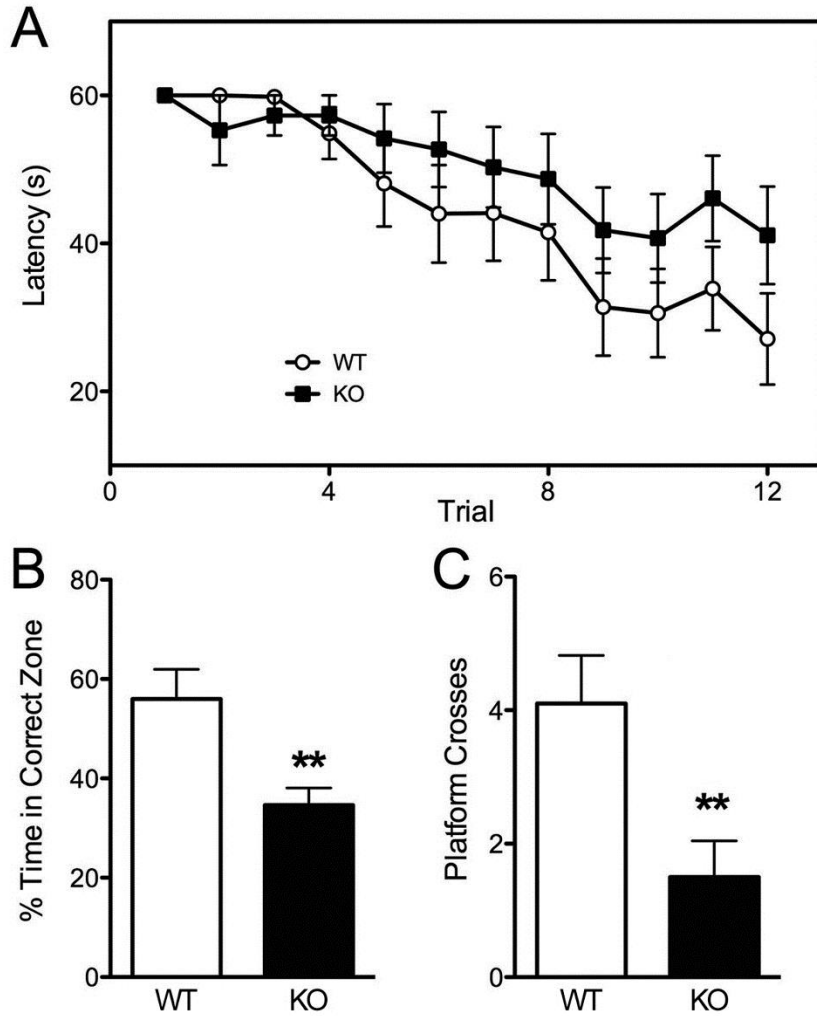 A
Latency (s)
60
40
20
WT
KO
0
4
8
12
Trial
B
% Time in Correct Zone
80
60
40
20
0
**
WT
KO
C
Platform Crosses
6
4
2
0
**
WT
KO